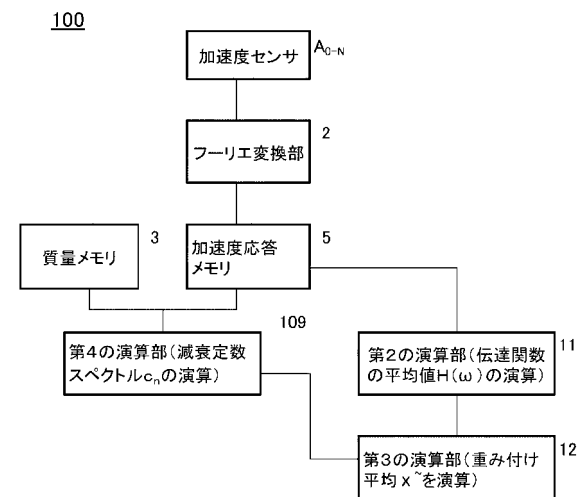 100
加速度センサ
A0-N
フーリエ変換部
2
質量メモリ
3
加速度応答
メモリ
5
109
第4の演算部(減衰定数
スペクトルcnの演算)
第2の演算部(伝達関数
の平均値H(ω)の演算)
11
第3の演算部(重み付け
平均x~を演算)
12